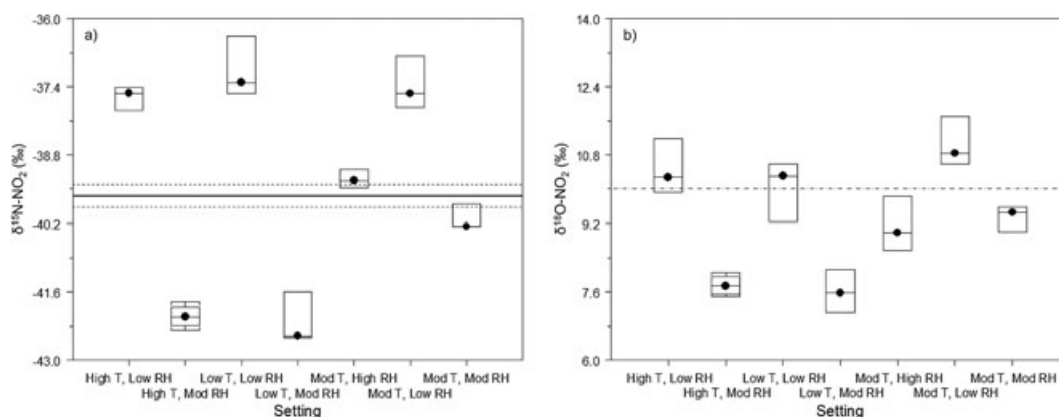 a)
δ¹⁵N-NO₂ (‰)
-36.0
-37.4
-38.8
-40.2
-41.6
-43.0
High T, Low RH
Low T, Low RH
Mod T, High RH
Mod T, Mod RH
High T, Mod RH
Low T, Mod RH
Mod T, Low RH
Setting
b)
δ¹⁸O-NO₂ (‰)
14.0
12.4
10.8
9.2
7.6
6.0
High T, Low RH
Low T, Low RH
Mod T, High RH
Mod T, Mod RH
High T, Mod RH
Low T, Mod RH
Mod T, Low RH
Setting